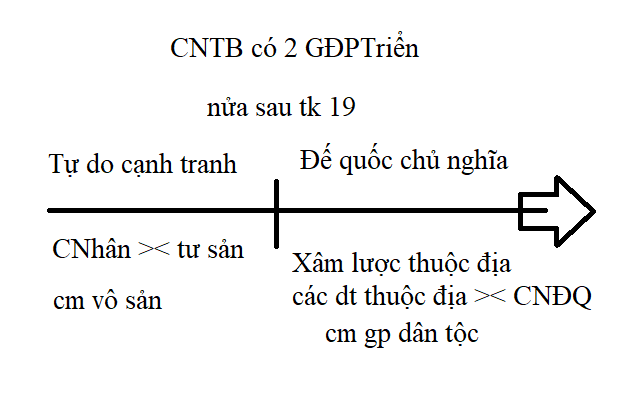 CNTB có 2 GĐPTriển
nửa sau tk 19
Tự do cạnh tranh
Đế quốc chủ nghĩa
CNhân >< tư sản
cm vô sản
Xâm lược thuộc địa
các dt thuộc địa >< CNĐQ
cm gp dân tộc